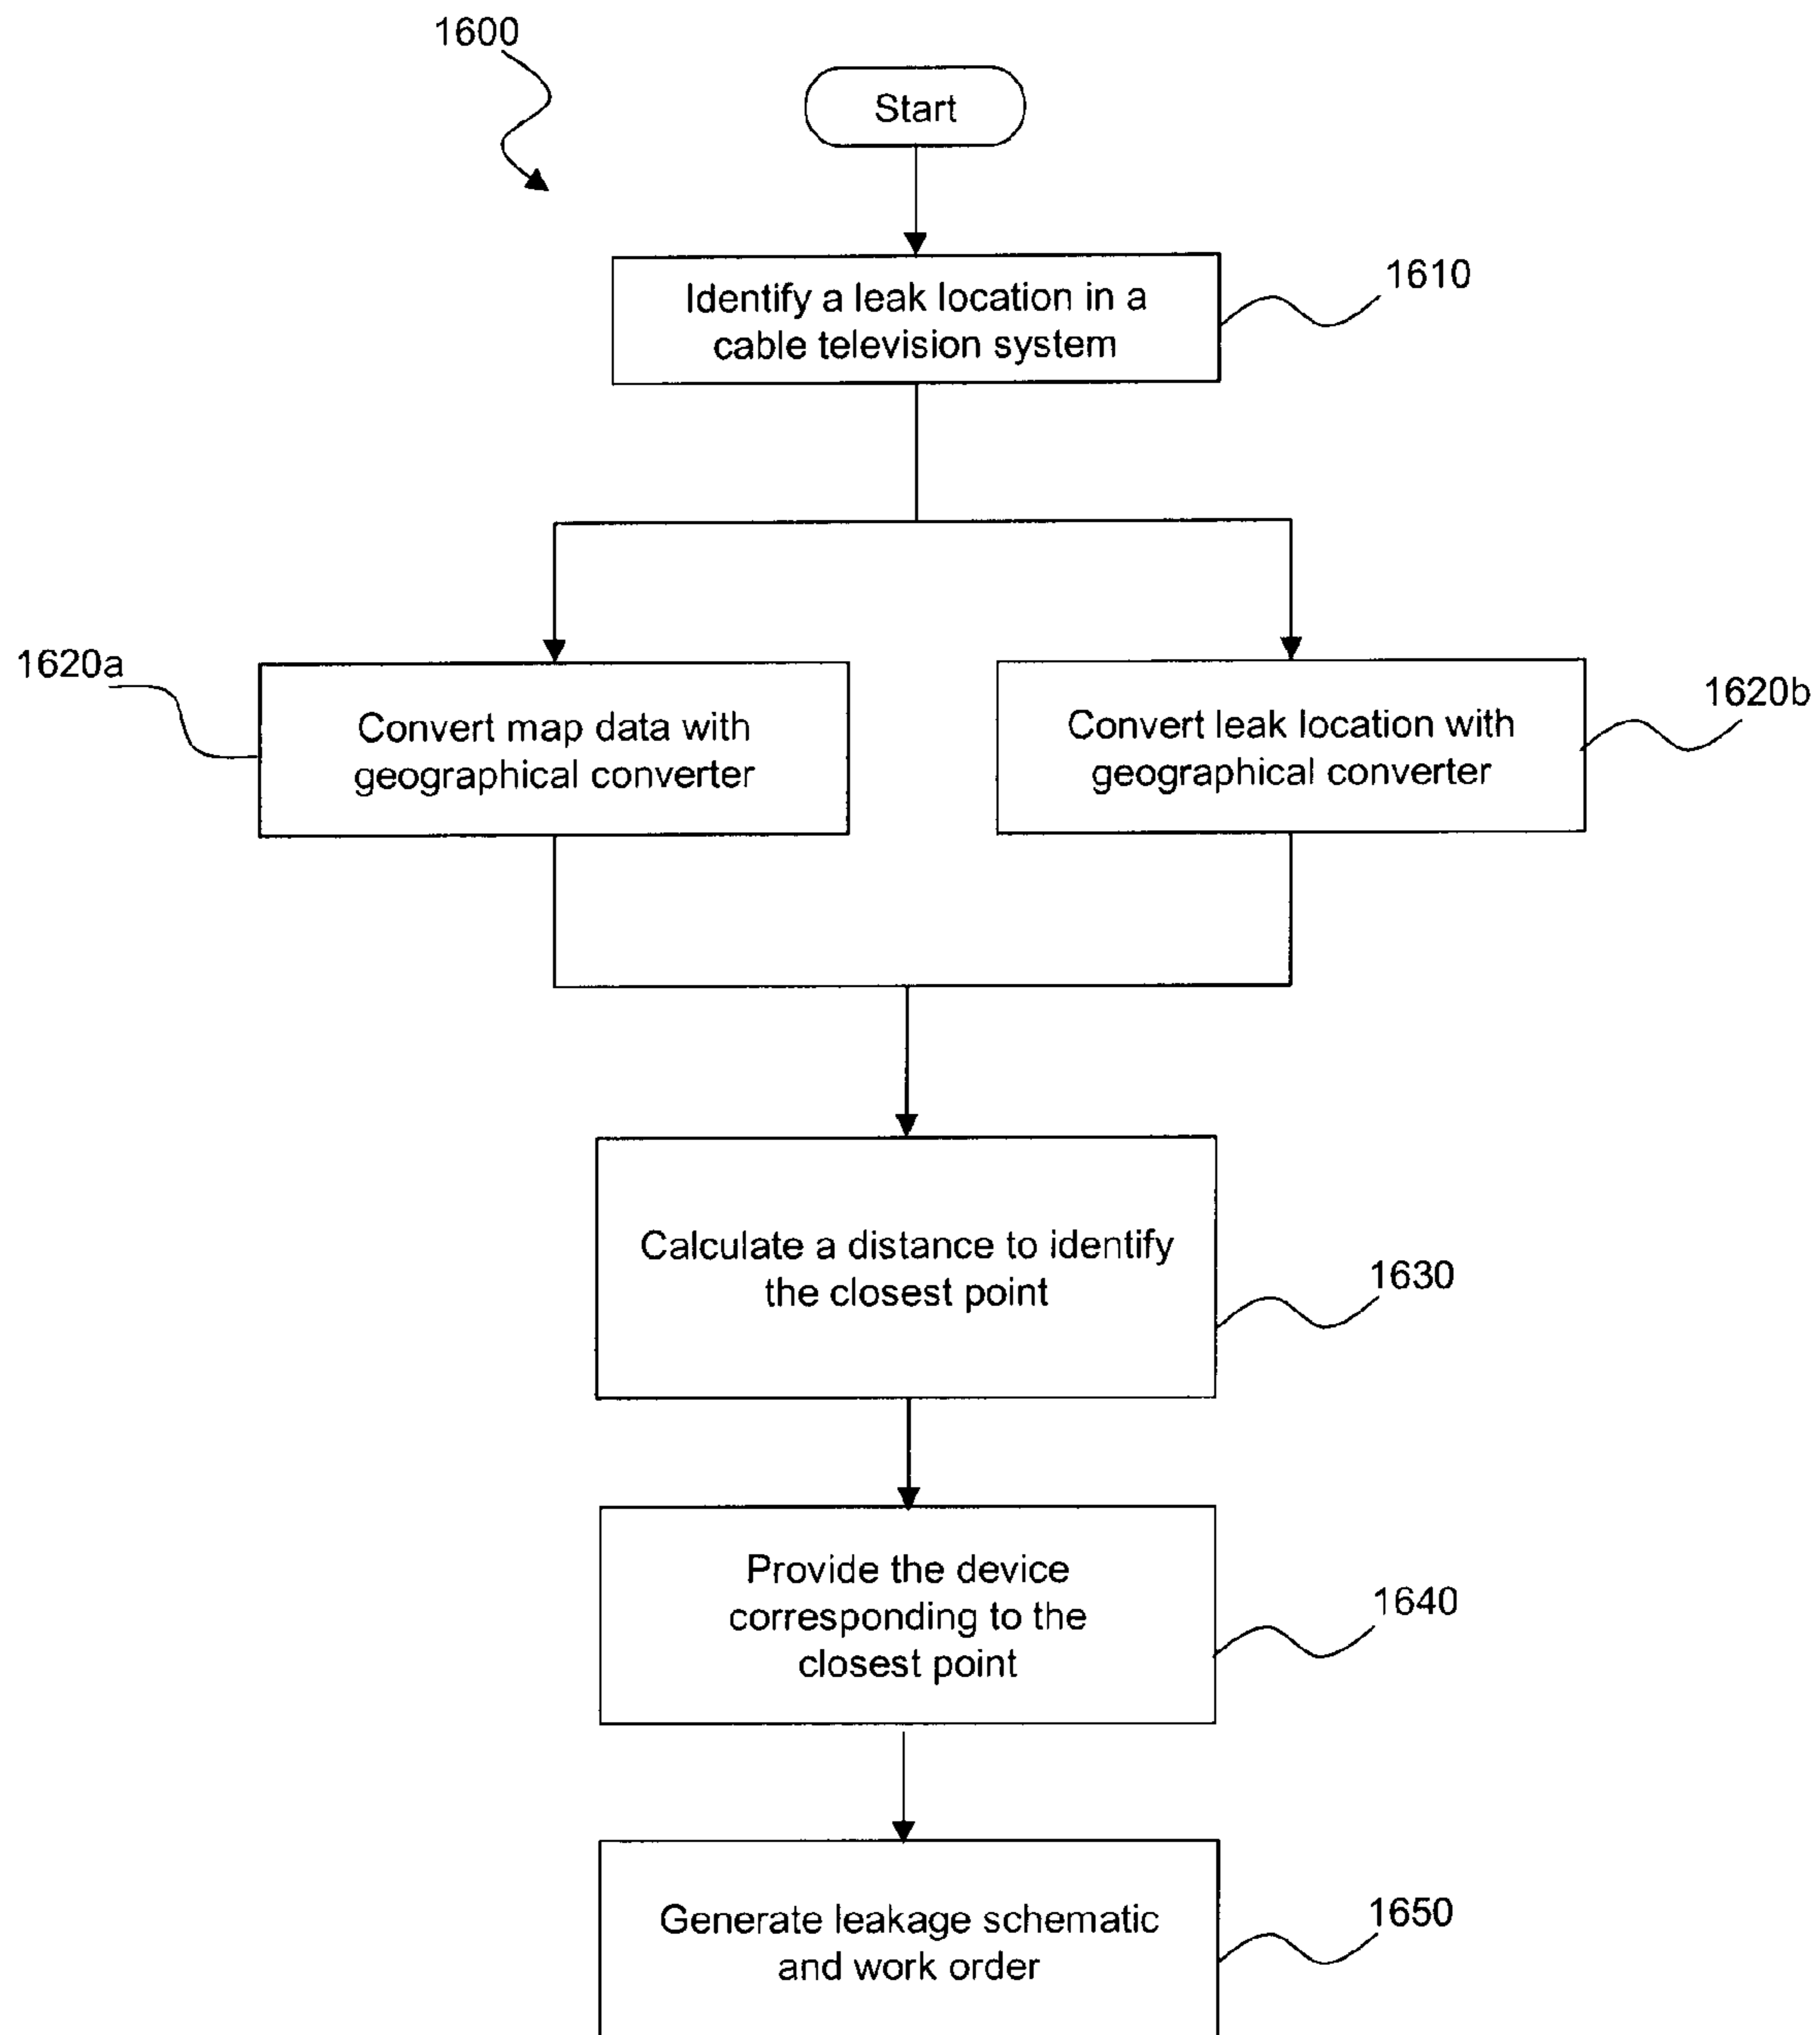 1600
Start
Identify a leak location in a
cable television system
1610
1620a
Convert map data with
geographical converter
Convert leak location with
geographical converter
1620b
Calculate a distance to identify
the closest point
1630
Provide the device
corresponding to the
closest point
1640
Generate leakage schematic
and work order
1650